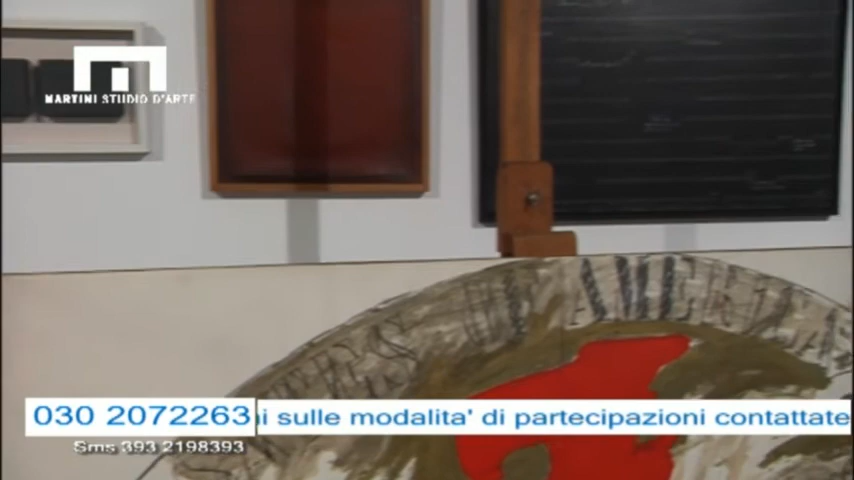 MARTINI STUDIO D'ARTE
AMERICA
030 2072263 i sulle modalita' di partecipazioni contattate
Sms 393 2198393